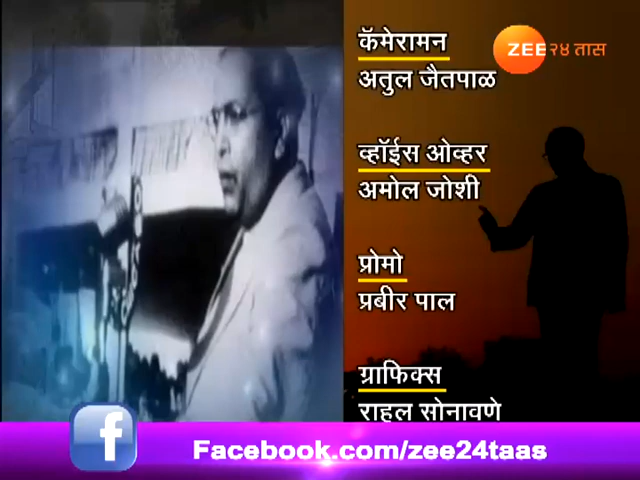 कॅमेरामन
ZEE २४ तास
अतुल जैतपाळ
व्हॉईस ओव्हर
अमोल जोशी
प्रोमो
प्रबीर पाल
ग्राफिक्स
राहूल सोनावणे
f
Facebook.com/zee24taas